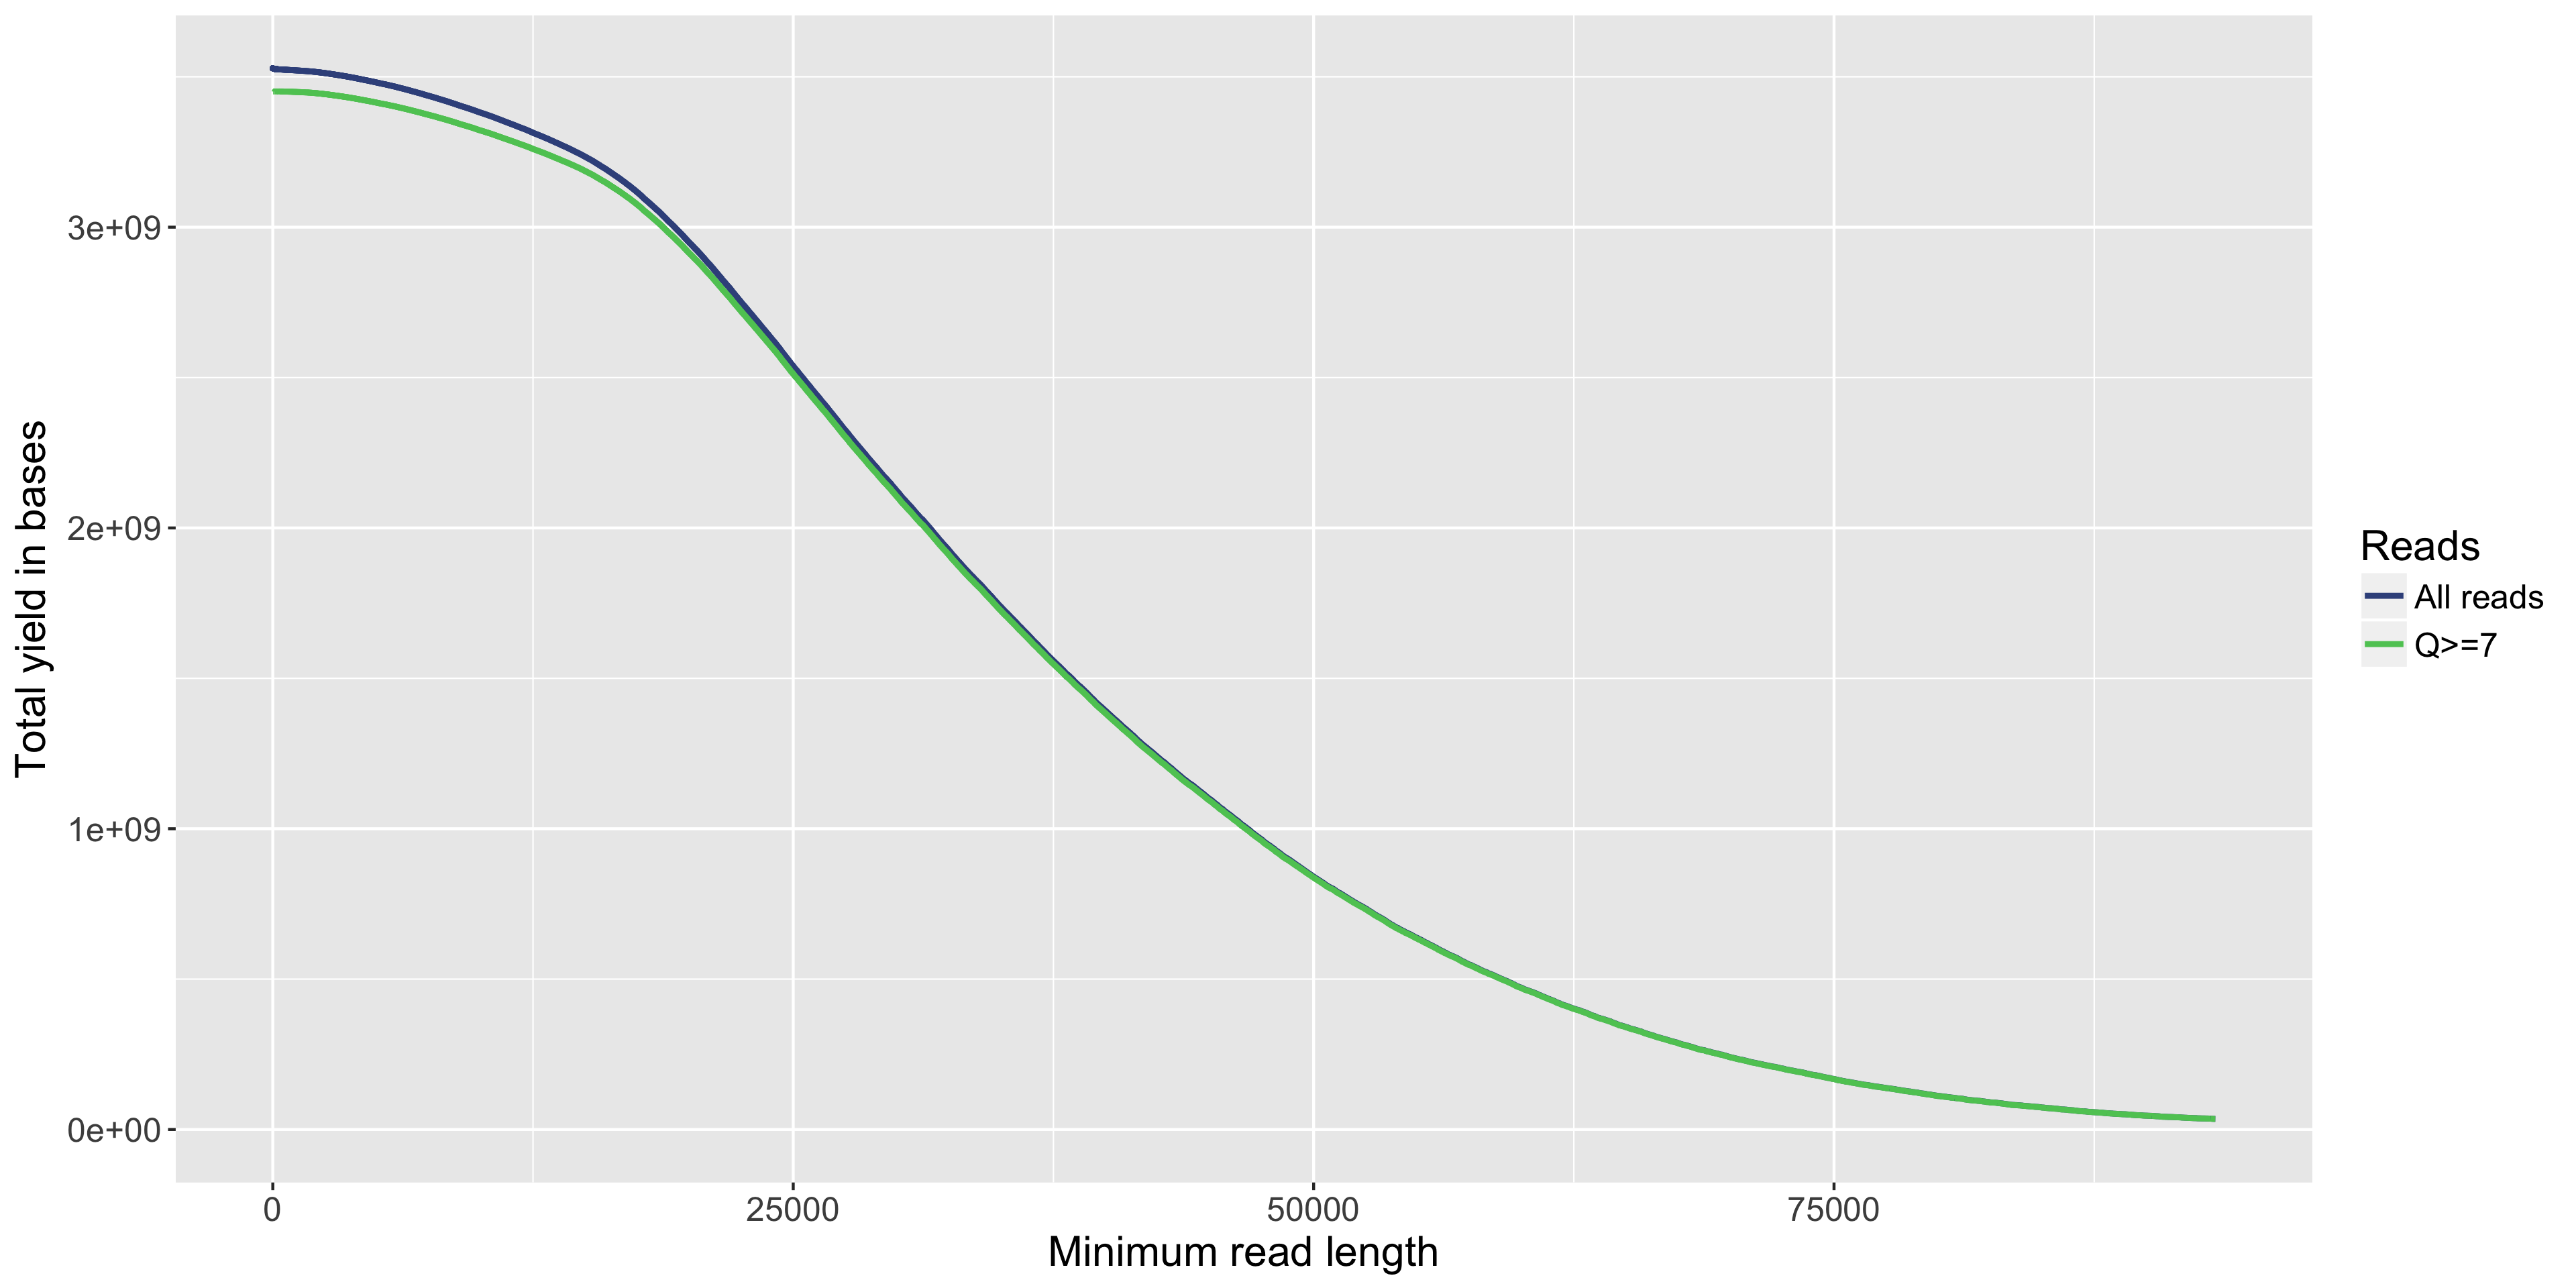 Total yield in bases
3e+09
2e+09
1e+09
0e+00
0
25000
50000
75000
Minimum read length
Reads
All reads
Q>=7